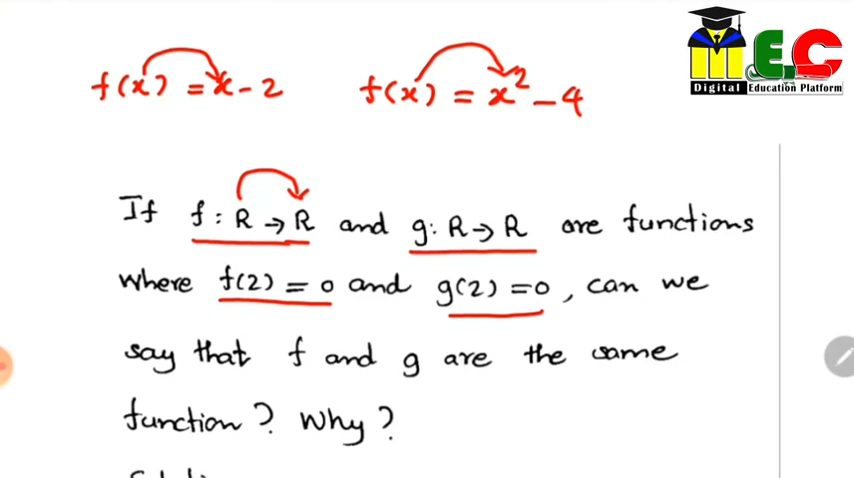 f(x) = x - 2 f(x) = x² - 4
M.E.C
Digital Education Platform
If f : R → R and g : R → R are functions
where f(2) = 0 and g(2) = 0, can we
say that f and g are the same
function? Why?